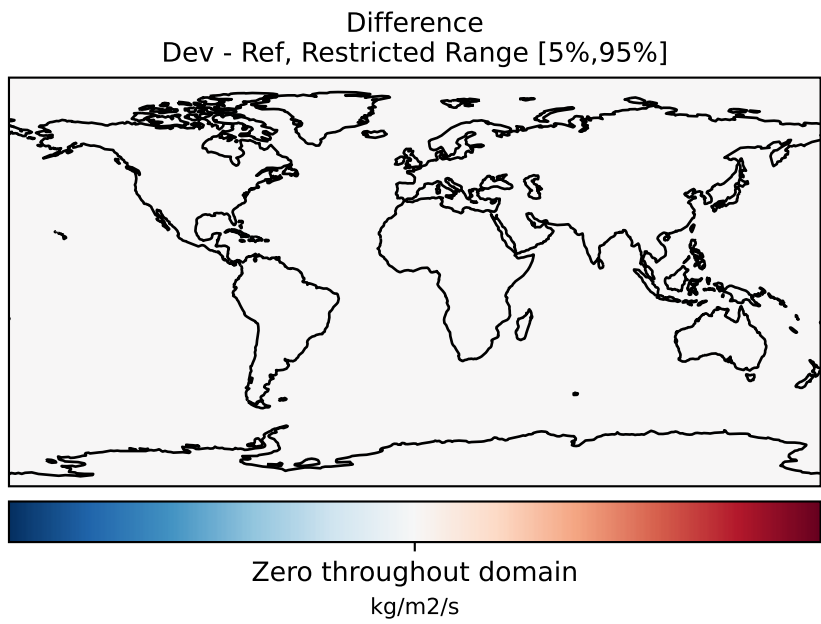 Difference
Dev - Ref, Restricted Range [5%,95%]
Zero throughout domain
kg/m2/s